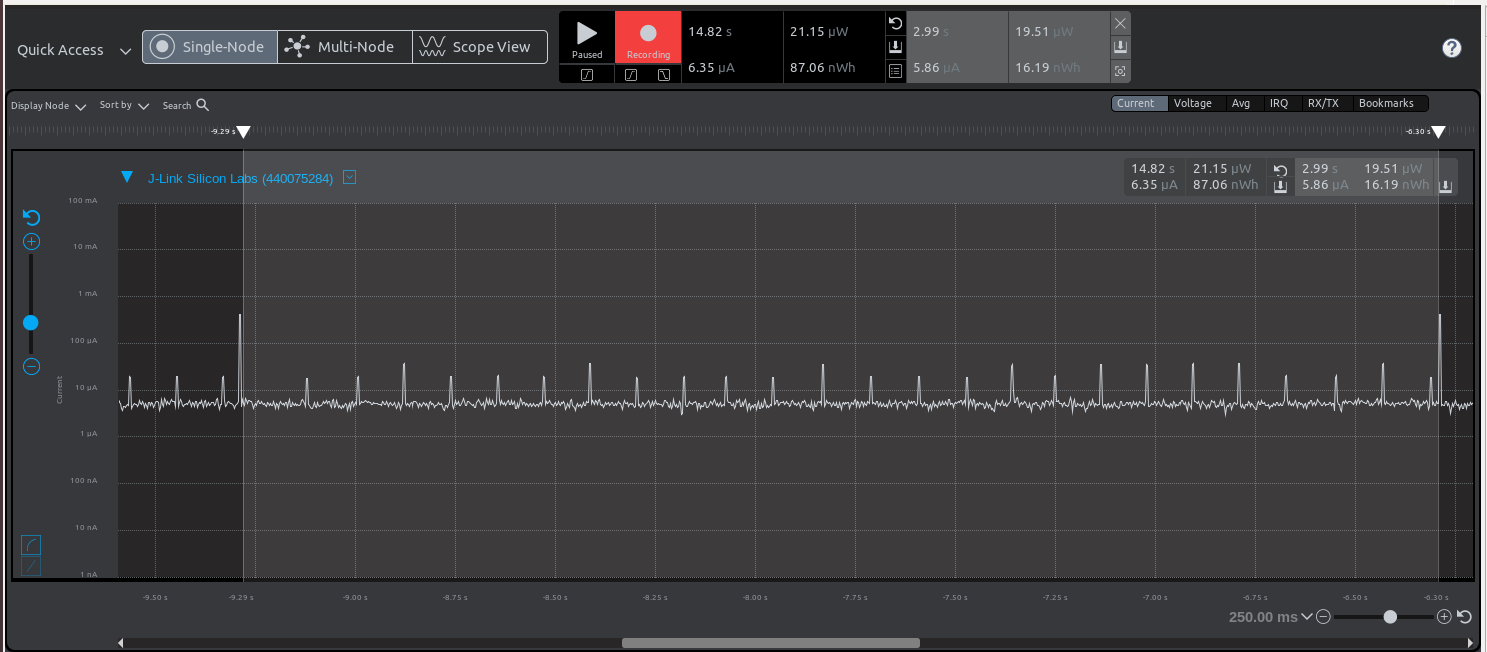 Quick Access
Single-Node
Multi-Node
Scope View
Paused
Recording
14.82 s
6.35 µA
21.15 µW
87.06 nWh
2.99 s
5.86 µA
19.51 µW
16.19 nWh
?
Display Node
Sort by
Search
Current
Voltage
Avg
IRQ
RX/TX
Bookmarks
-9.29 s
-6.30 s
J-Link Silicon Labs (440075284)
14.82 s 21.15 µW 2.99 s 19.51 µW
6.35 µA 87.06 nWh 5.86 µA 16.19 nWh
100 mA
10 mA
1 mA
100 µA
10 µA
1 µA
100 nA
10 nA
1 nA
Current
-9.50 s -9.29 s -9.00 s -8.75 s -8.50 s -8.25 s -8.00 s -7.75 s -7.50 s -7.25 s -7.00 s -6.75 s -6.50 s -6.30 s
250.00 ms